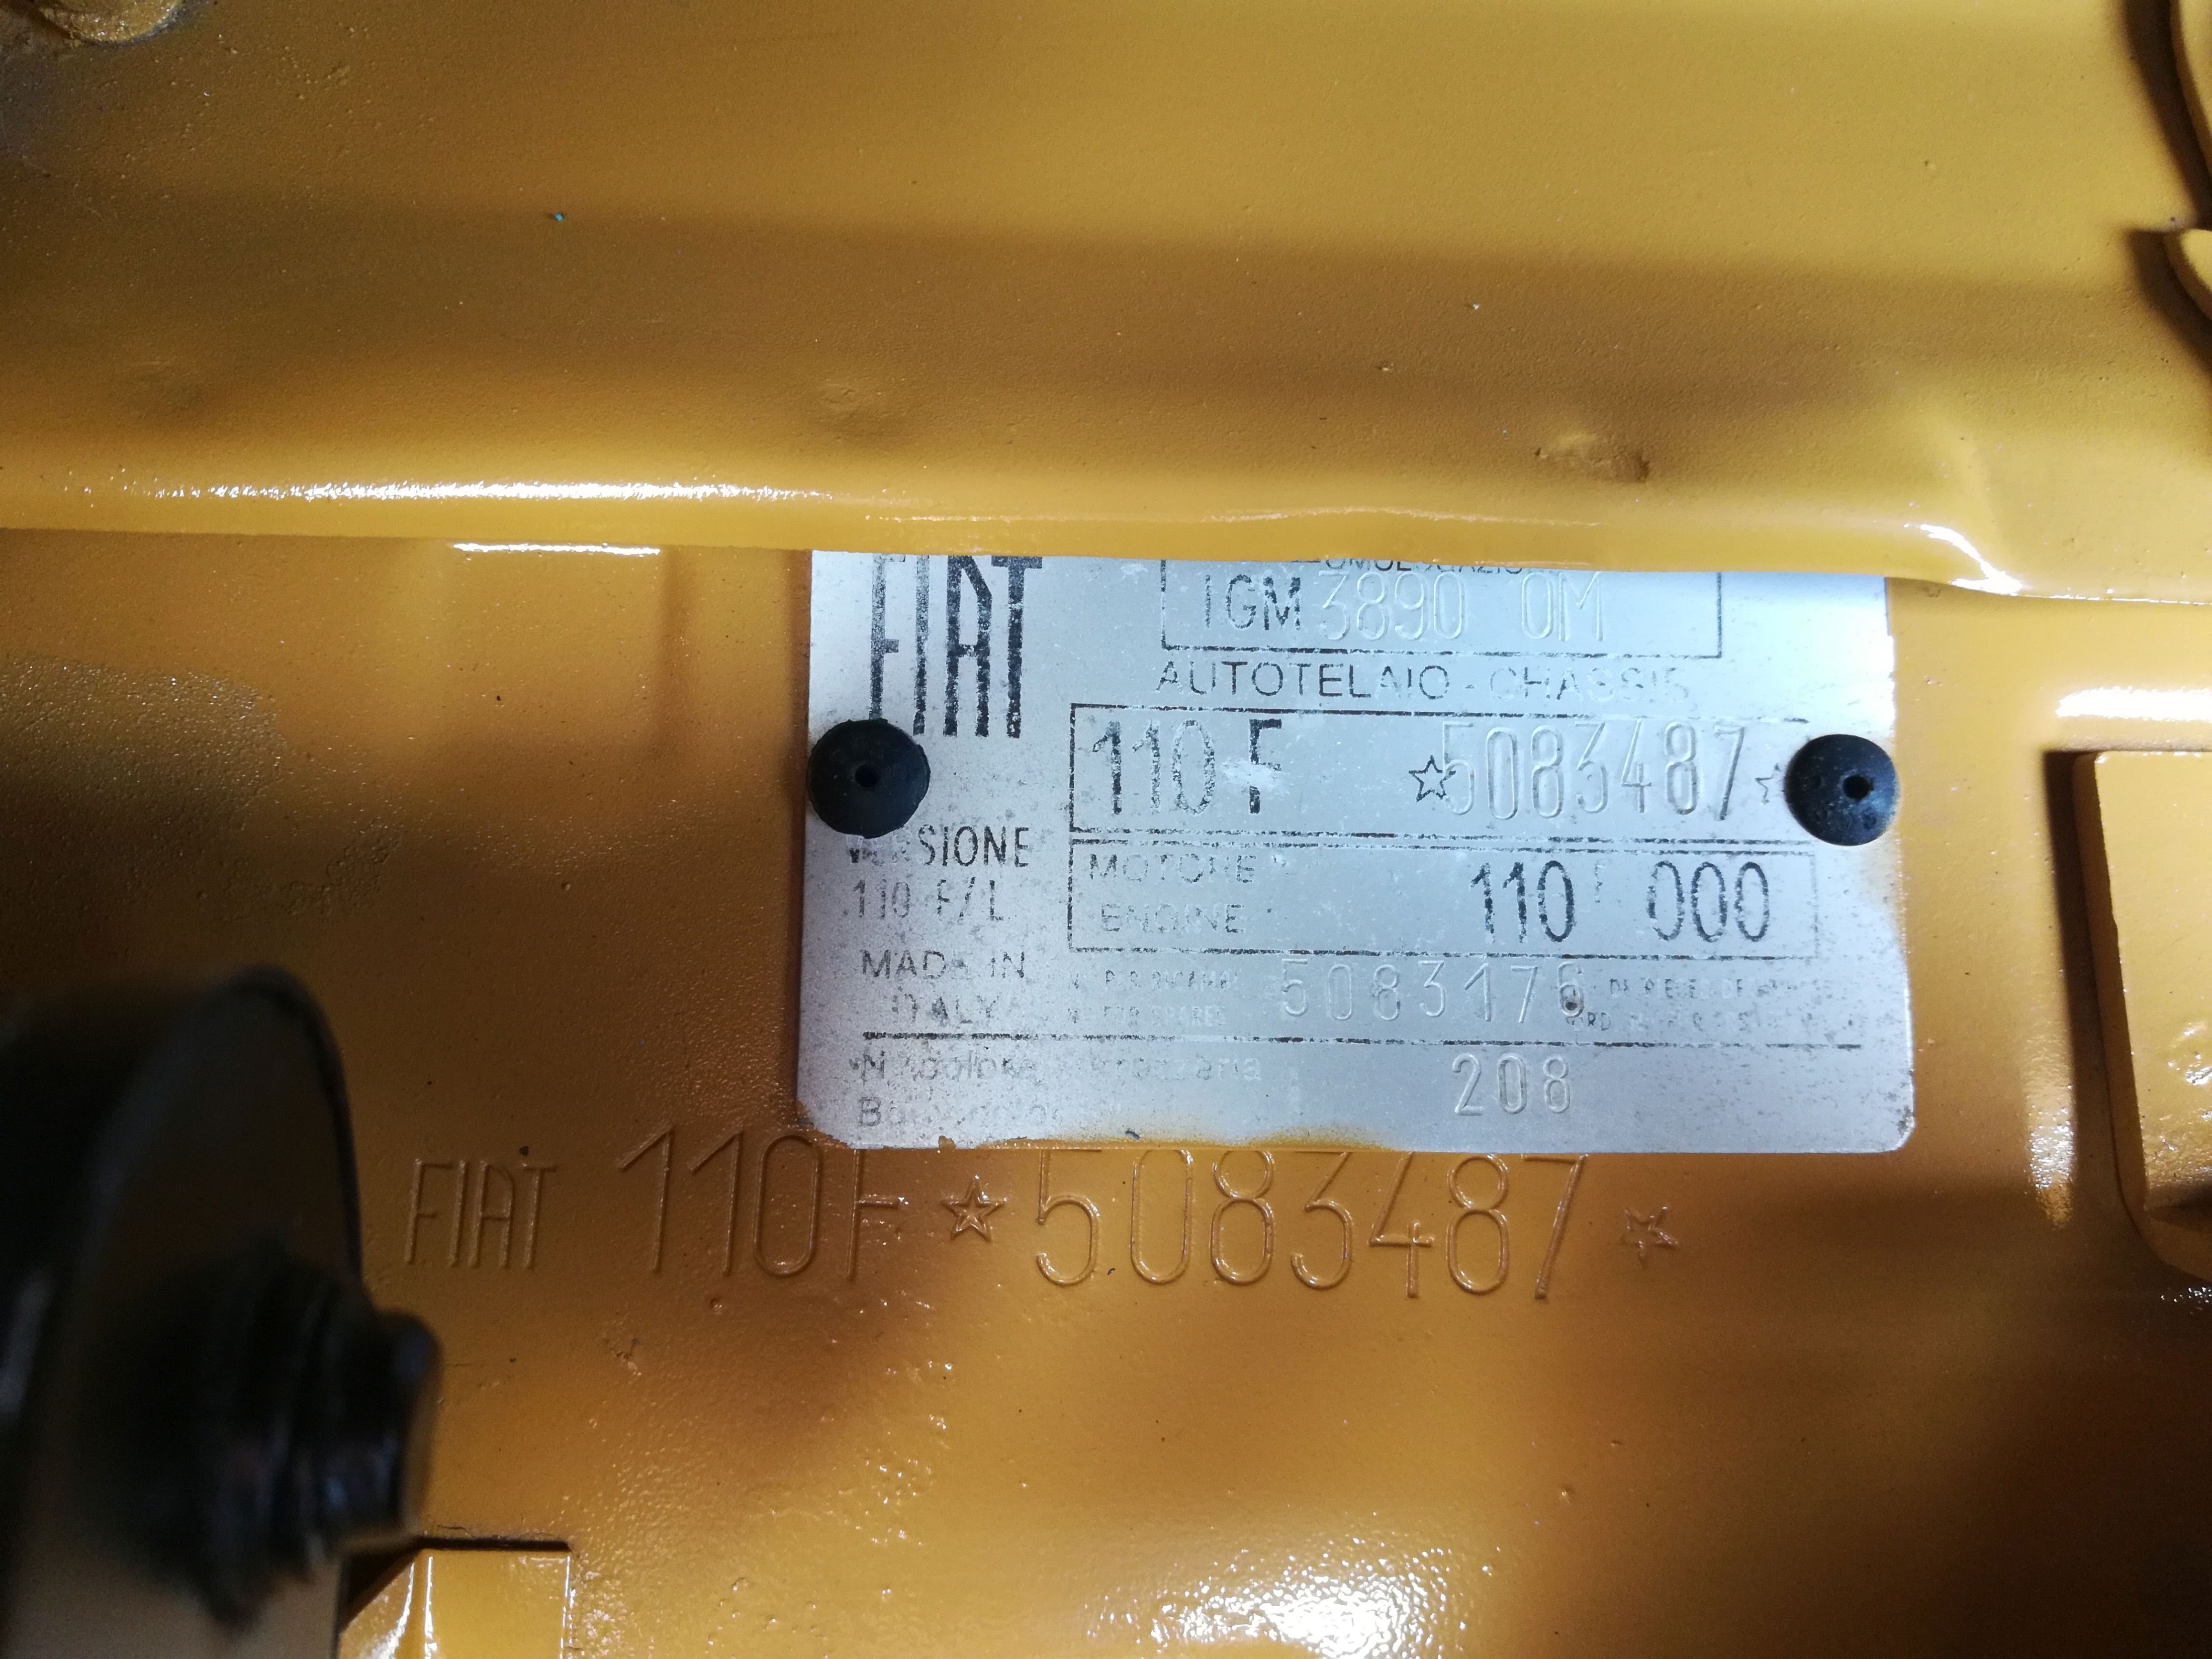 FIAT
IGM 3890 OM
AUTOTELAIO - CHASSIS
110 F ☆5083487☆
VERSIONE
110 F/L
MOTORE
ENGINE
110 F 000
MADE IN
ITALY
5083176
208
FIAT 110F ☆ 5083487 ☆